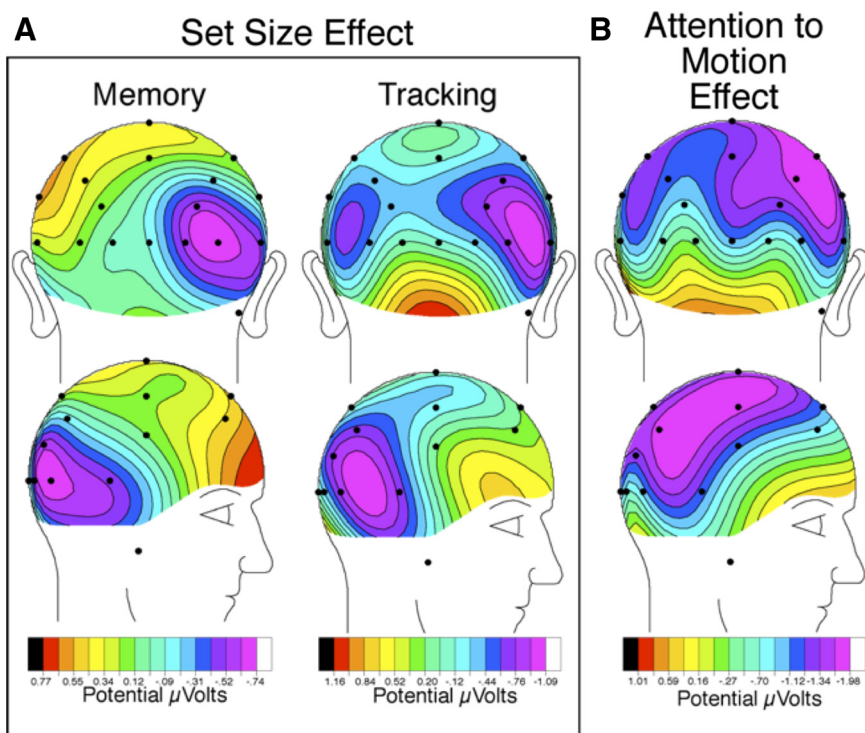 A
Set Size Effect
B
Attention to
Motion
Effect
Memory
Tracking
0.77 0.55 0.34 0.12 -.09 -.31 -.52 -.74
Potential µVolts
1.16 0.84 0.52 0.20 -.12 -.44 -.76 -1.09
Potential µVolts
1.01 0.59 0.16 -.27 -.70 -1.12 -1.34 -1.98
Potential µVolts